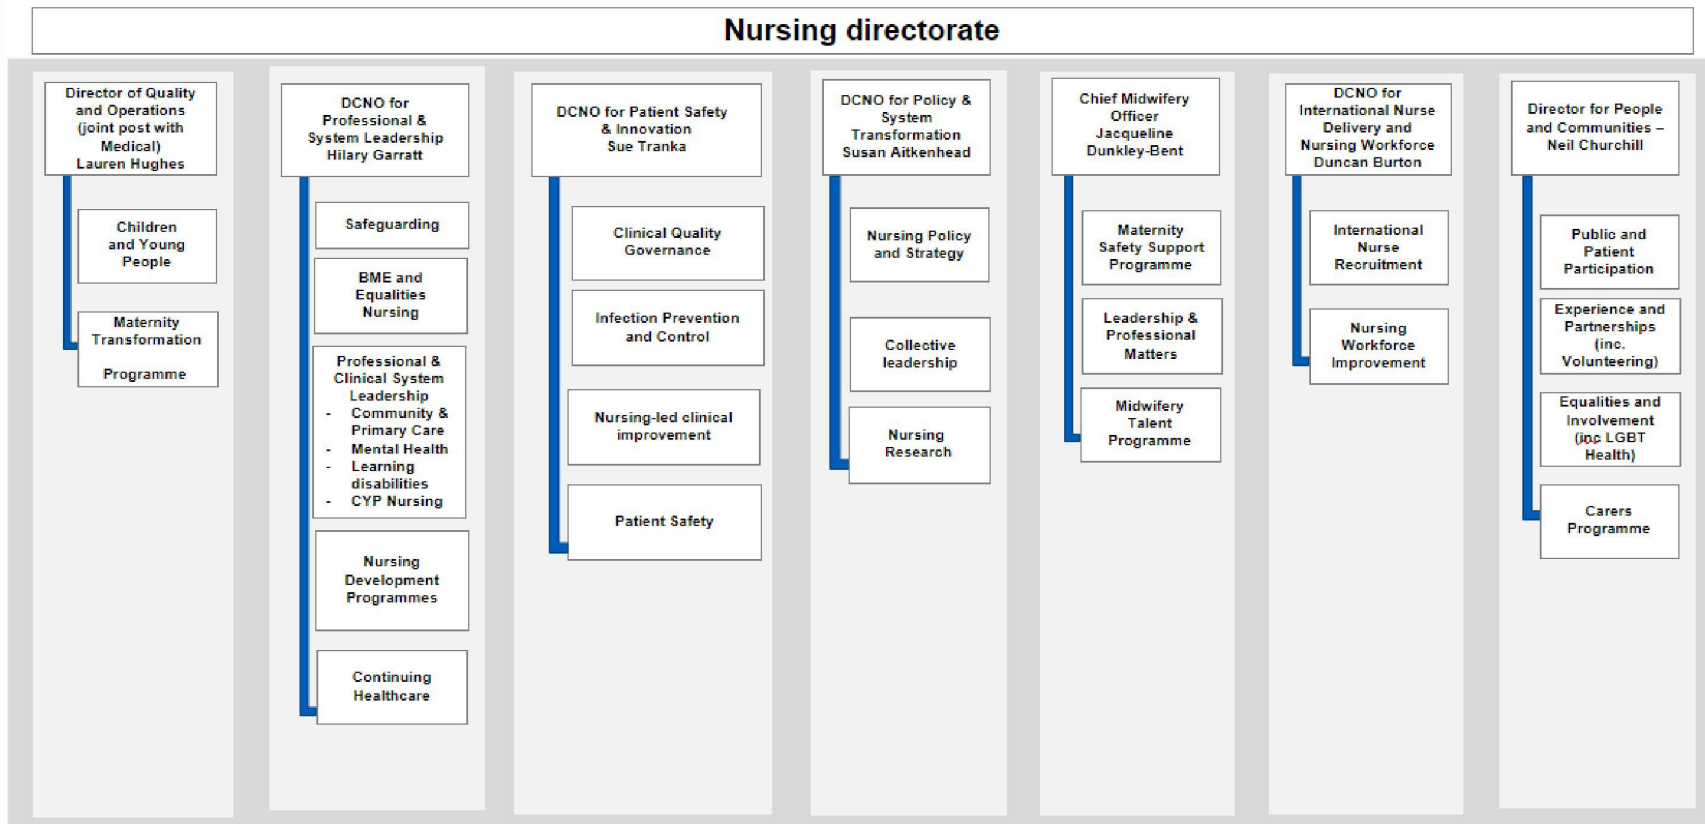 Nursing directorate
Director of Quality
and Operations
(joint post with
Medical)
Lauren Hughes
Children
and Young
People
Maternity
Transformation
Programme
DCNO for
Professional &
System Leadership
Hilary Garratt
Safeguarding
BME and
Equalities
Nursing
Professional &
Clinical System
Leadership
- Community &
Primary Care
- Mental Health
- Learning
disabilities
- CYP Nursing
Nursing
Development
Programmes
Continuing
Healthcare
DCNO for Patient Safety
& Innovation
Sue Tranka
Clinical Quality
Governance
Infection Prevention
and Control
Nursing-led clinical
improvement
Patient Safety
DCNO for Policy &
System
Transformation
Susan Aitkenhead
Nursing Policy
and Strategy
Collective
leadership
Nursing
Research
Chief Midwifery
Officer
Jacqueline
Dunkley-Bent
Maternity
Safety Support
Programme
Leadership &
Professional
Matters
Midwifery
Talent
Programme
DCNO for
International Nurse
Delivery and
Nursing Workforce
Duncan Burton
International
Nurse
Recruitment
Nursing
Workforce
Improvement
Director for People
and Communities –
Neil Churchill
Public and
Patient
Participation
Experience and
Partnerships
(inc.
Volunteering)
Equalities and
Involvement
(inc LGBT
Health)
Carers
Programme